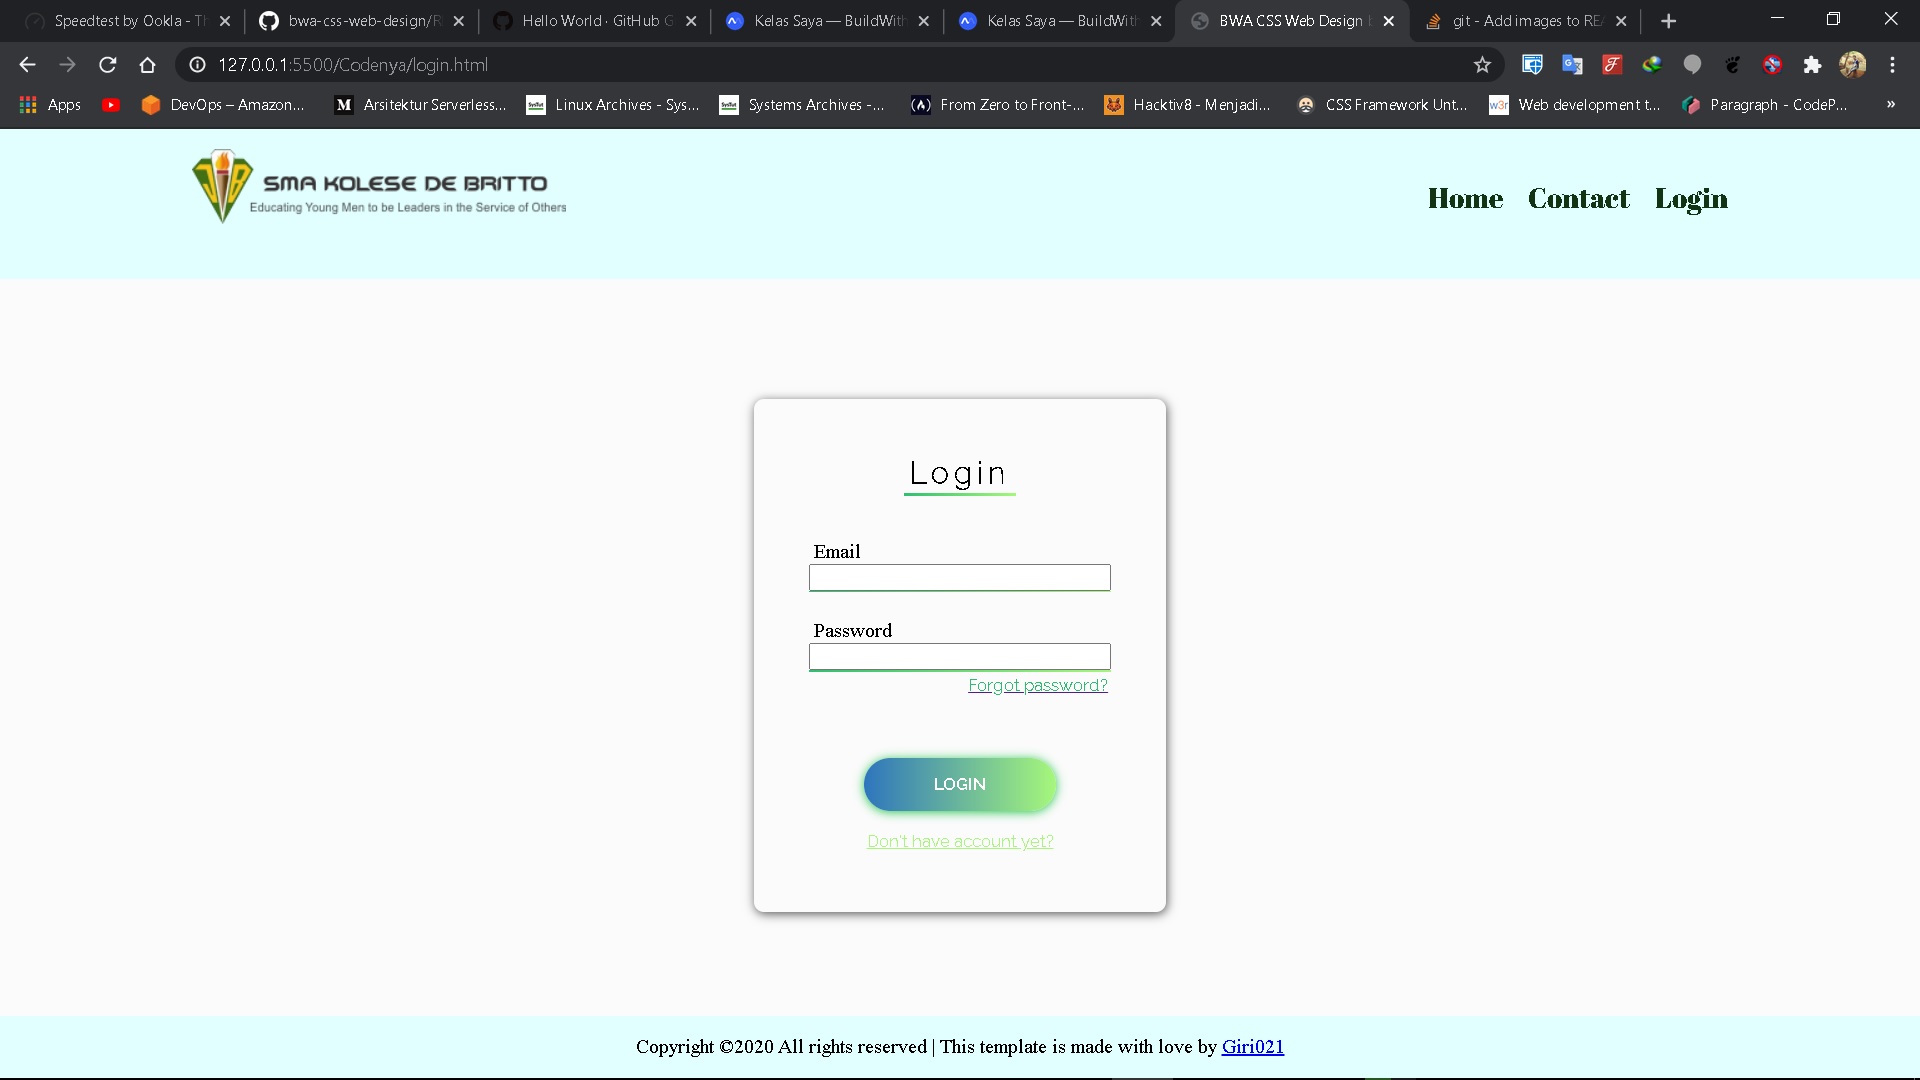 Speedtest by Ookla - Th
bwa-css-web-design/R
Hello World · GitHub G
Kelas Saya — BuildWith
Kelas Saya — BuildWith
BWA CSS Web Design
git - Add images to REA
127.0.0.1:5500/Codenya/login.html
Apps
DevOps – Amazon...
Arsitektur Serverless...
Linux Archives - Sys...
Systems Archives -...
From Zero to Front-...
Hacktiv8 - Menjadi...
CSS Framework Unt...
Web development t...
Paragraph - CodeP...
SMA KOLESE DE BRITTO
Educating Young Men to be Leaders in the Service of Others
Home Contact Login
Login
Email
Password
Forgot password?
LOGIN
Don't have account yet?
Copyright ©2020 All rights reserved | This template is made with love by Giri021